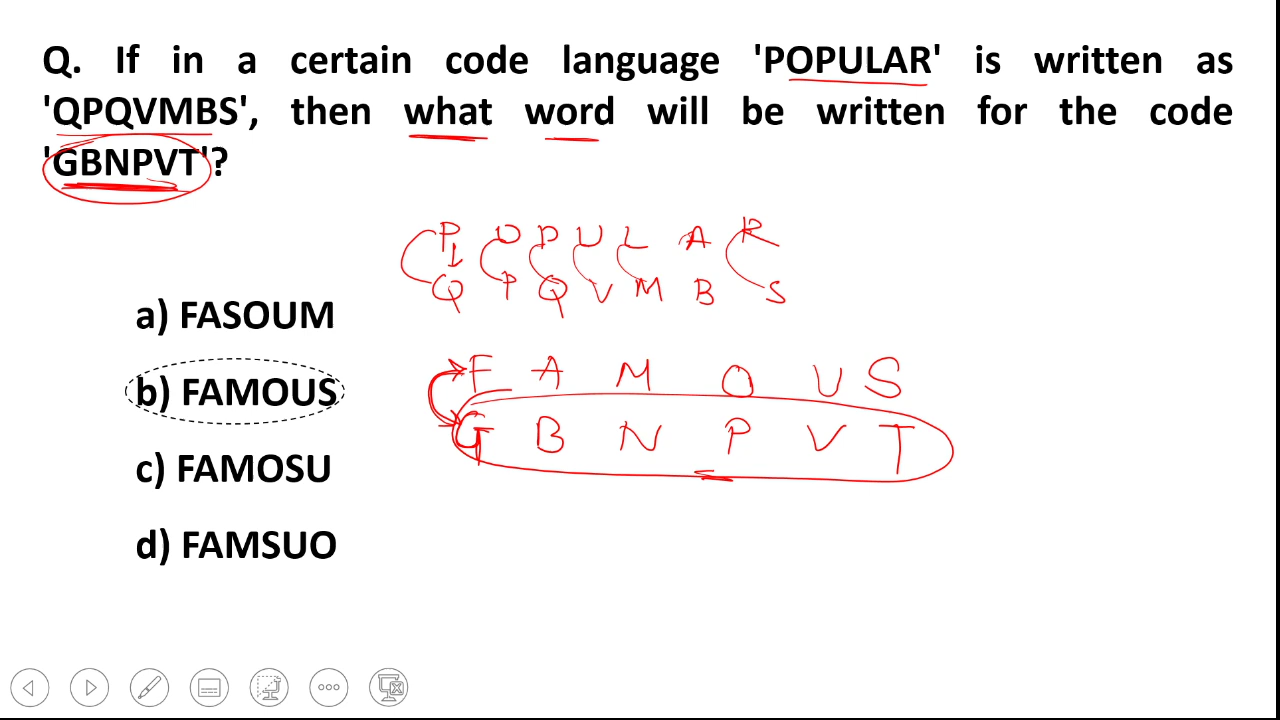 Q. If in a certain code language 'POPULAR' is written as
'QPQVMBS', then what word will be written for the code
'GBNPVT'?
P O P U L A R
Q P Q V M B S
a) FASOUM
F A M O U S
b) FAMOUS
G B N P V T
c) FAMOSU
d) FAMSUO